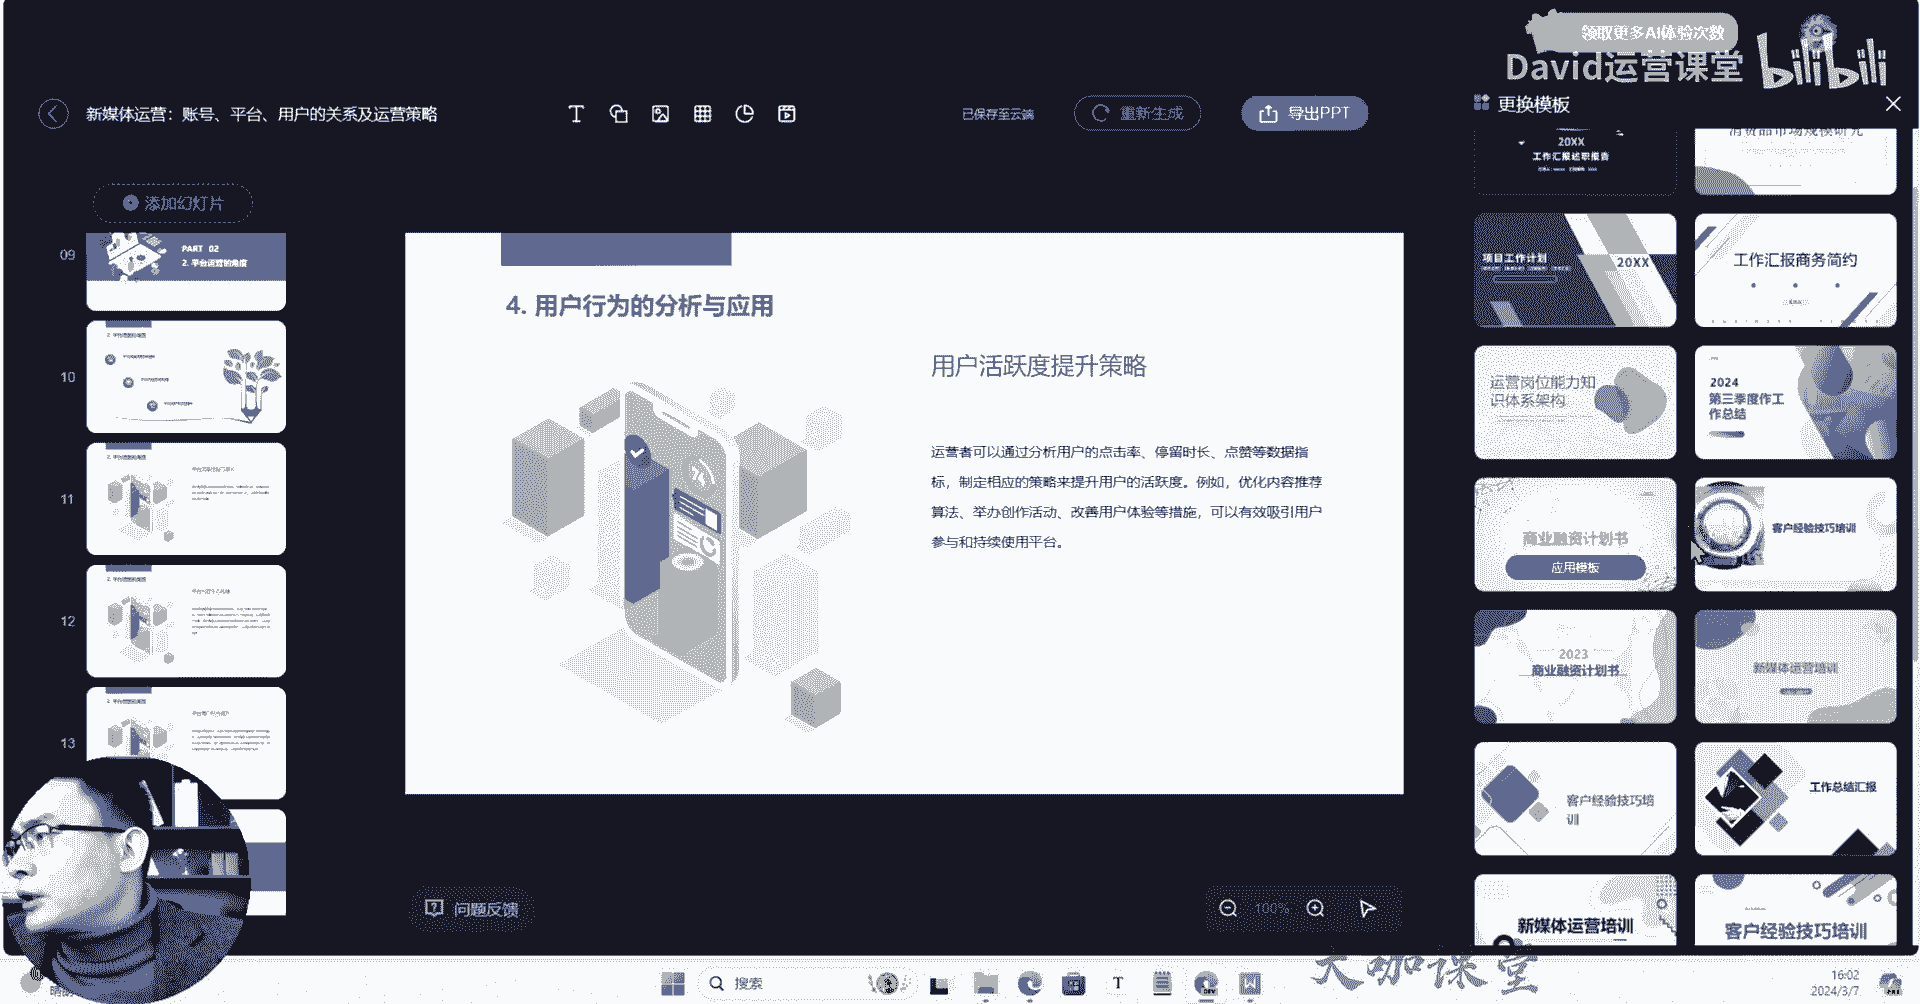 领取更多AI体验次数
David运营课堂
bilibili
新媒体运营：账号、平台、用户的关系及运营策略
已保存至云端
重新生成
导出PPT
更换模板
添加幻灯片
09
PART 02
2. 平台运营的角度
10
11
12
13
4. 用户行为的分析与应用
用户活跃度提升策略
运营者可以通过分析用户的点击率、停留时长、点赞等数据指
标，制定相应的策略来提升用户的活跃度。例如，优化内容推荐
算法、举办创作活动、改善用户体验等措施，可以有效吸引用户
参与和持续使用平台。
20XX
工作汇报述职报告
消费品市场规模研究
项目工作计划
20XX
工作汇报商务简约
运营岗位能力知
识体系架构
2024
第三季度作工
作总结
商业融资计划书
应用模板
客户经验技巧培训
2023
商业融资计划书
新媒体运营培训
客户经验技巧培
训
工作总结汇报
新媒体运营培训
客户经验技巧培训
问题反馈
100%
大咖课堂
搜索
16:02
2024/3/7